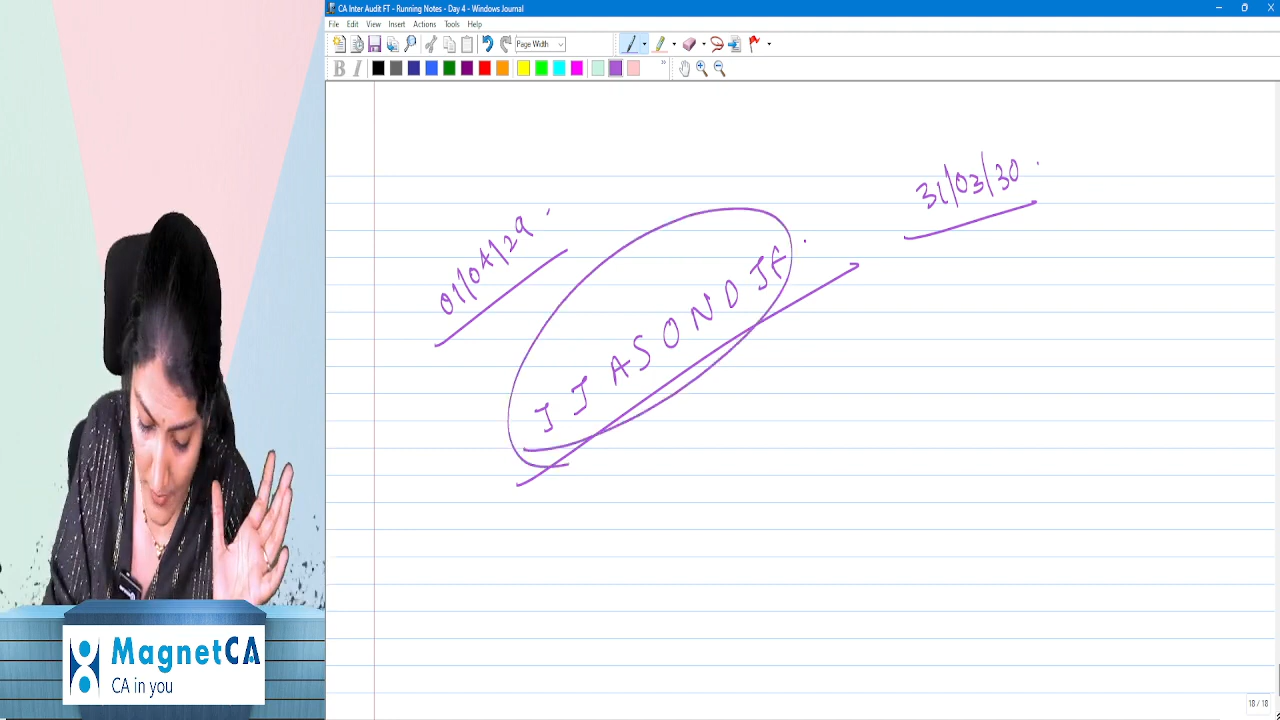 CA Inter Audit FT - Running Notes - Day 4 - Windows Journal
File Edit View Insert Actions Tools Help
Page Width
B I
31/03/30
01/04/29
J J A S O N D J F
MagnetCA
CA in you
18 / 18